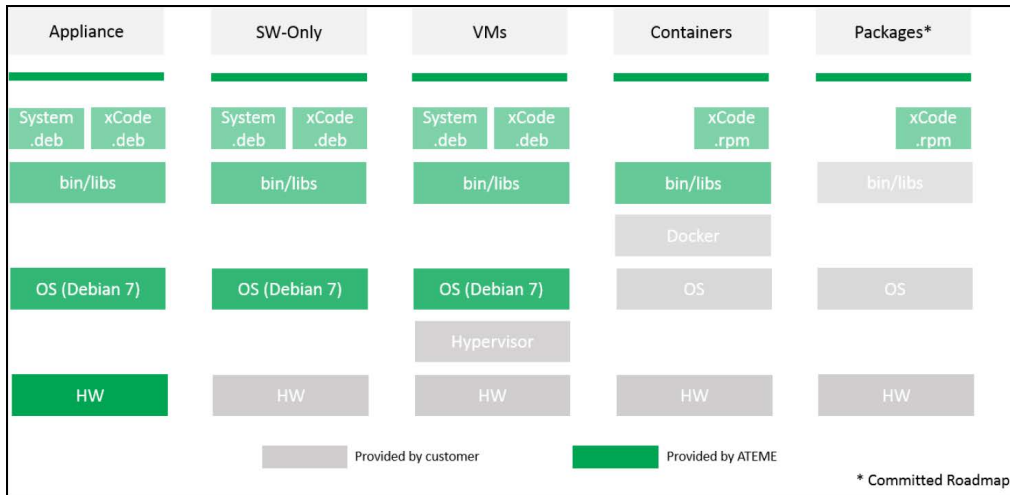 Appliance SW-Only VMs Containers Packages*
System xCode System xCode System xCode xCode xCode
.deb .deb .deb .deb .deb .deb .rpm .rpm
bin/libs bin/libs bin/libs bin/libs bin/libs
Docker
OS (Debian 7) OS (Debian 7) OS (Debian 7) OS OS
Hypervisor
HW HW HW HW HW
Provided by customer Provided by ATEME
* Committed Roadmap